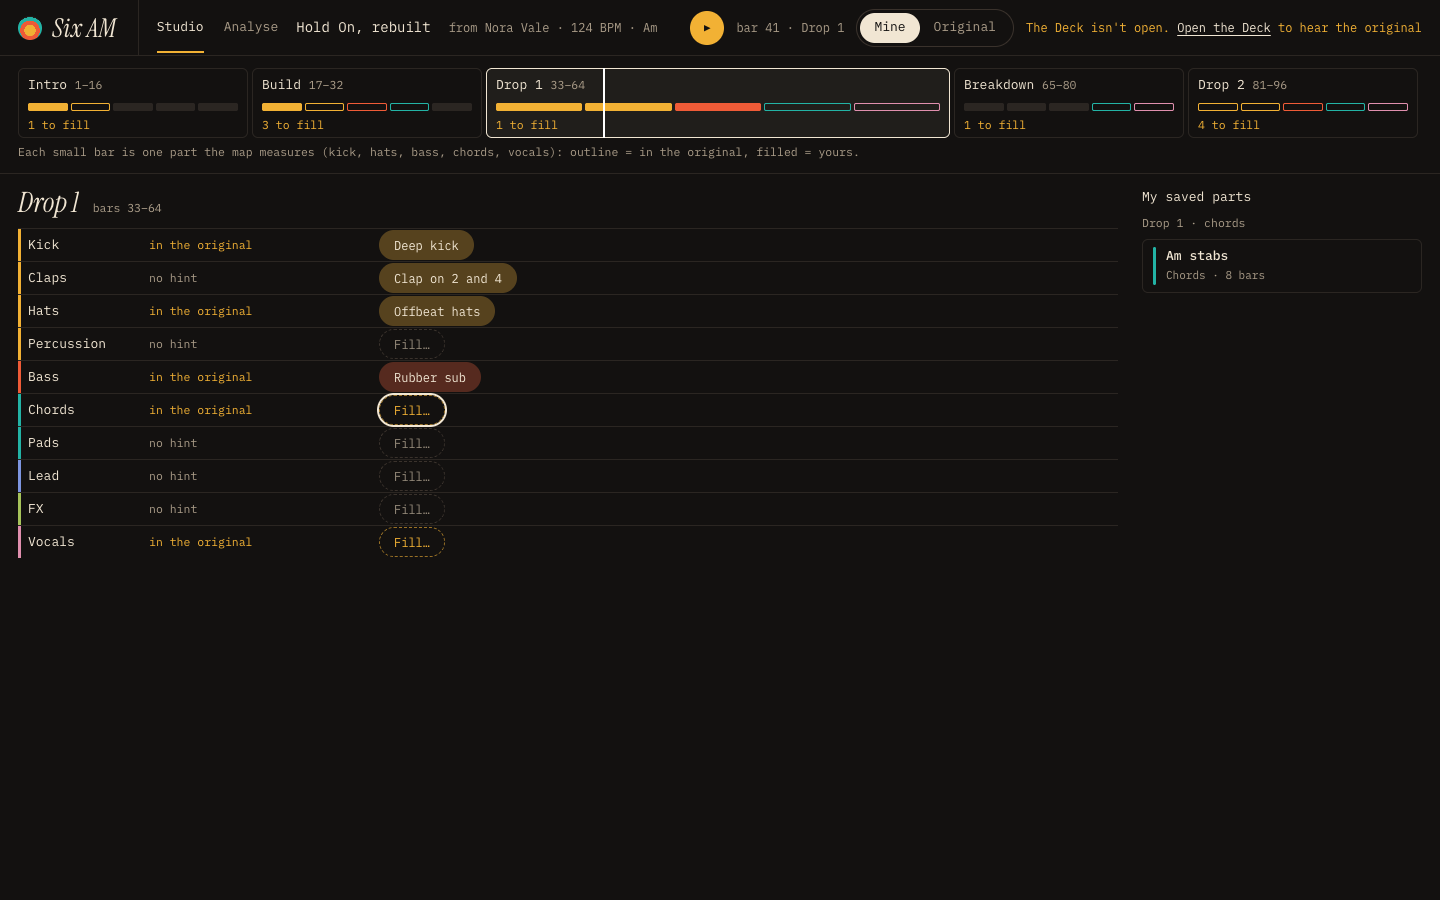 Six AM
Studio Analyse Hold On, rebuilt from Nora Vale · 124 BPM · Am bar 41 · Drop 1 Mine Original The Deck isn't open. Open the Deck to hear the original
Intro 1–16 Build 17–32 Drop 1 33–64 Breakdown 65–80 Drop 2 81–96
1 to fill 3 to fill 1 to fill 1 to fill 4 to fill
Each small bar is one part the map measures (kick, hats, bass, chords, vocals): outline = in the original, filled = yours.
Drop 1 bars 33–64
Kick in the original Deep kick
Claps no hint Clap on 2 and 4
Hats in the original Offbeat hats
Percussion no hint Fill…
Bass in the original Rubber sub
Chords in the original Fill…
Pads no hint Fill…
Lead no hint Fill…
FX no hint Fill…
Vocals in the original Fill…
My saved parts
Drop 1 · chords
Am stabs
Chords · 8 bars